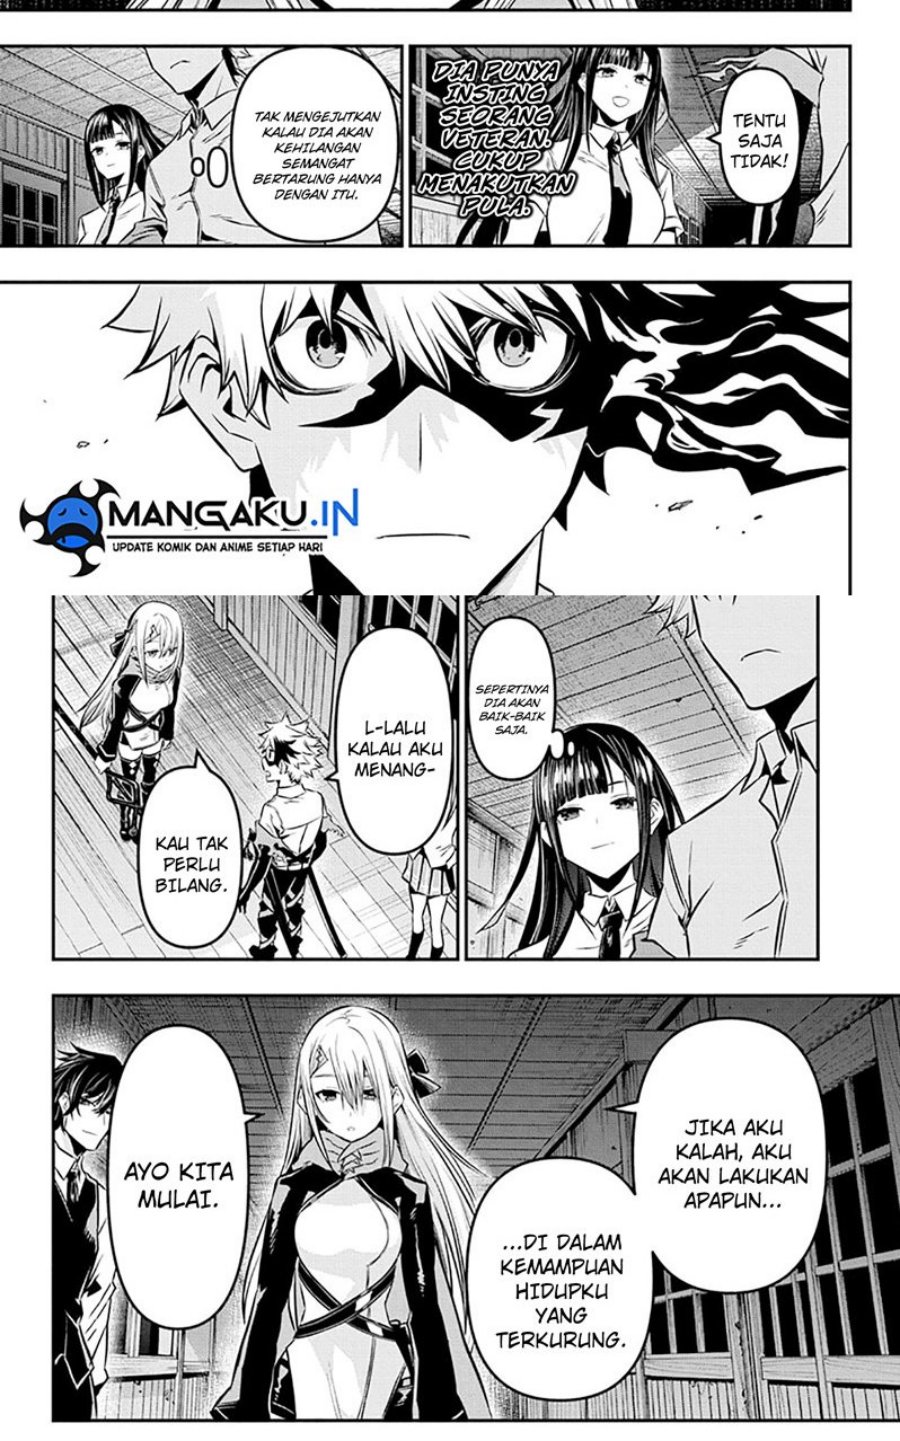 TENTU
SAJA
TIDAK!
DIA PUNYA
INSTING
SEORANG
VETERAN.
CUKUP
MENAKUTKAN
PULA.
TAK MENGEJUTKAN
KALAU DIA AKAN
KEHILANGAN
SEMANGAT
BERTARUNG HANYA
DENGAN ITU.
MANGAKU.IN
UPDATE KOMIK DAN ANIME SETIAP HARI
SEPERTINYA
DIA AKAN
BAIK-BAIK
SAJA.
L-LALU
KALAU AKU
MENANG-
KAU TAK
PERLU
BILANG.
JIKA AKU
KALAH, AKU
AKAN LAKUKAN
APAPUN...
...DI DALAM
KEMAMPUAN
HIDUPKU
YANG
TERKURUNG.
AYO KITA
MULAI.